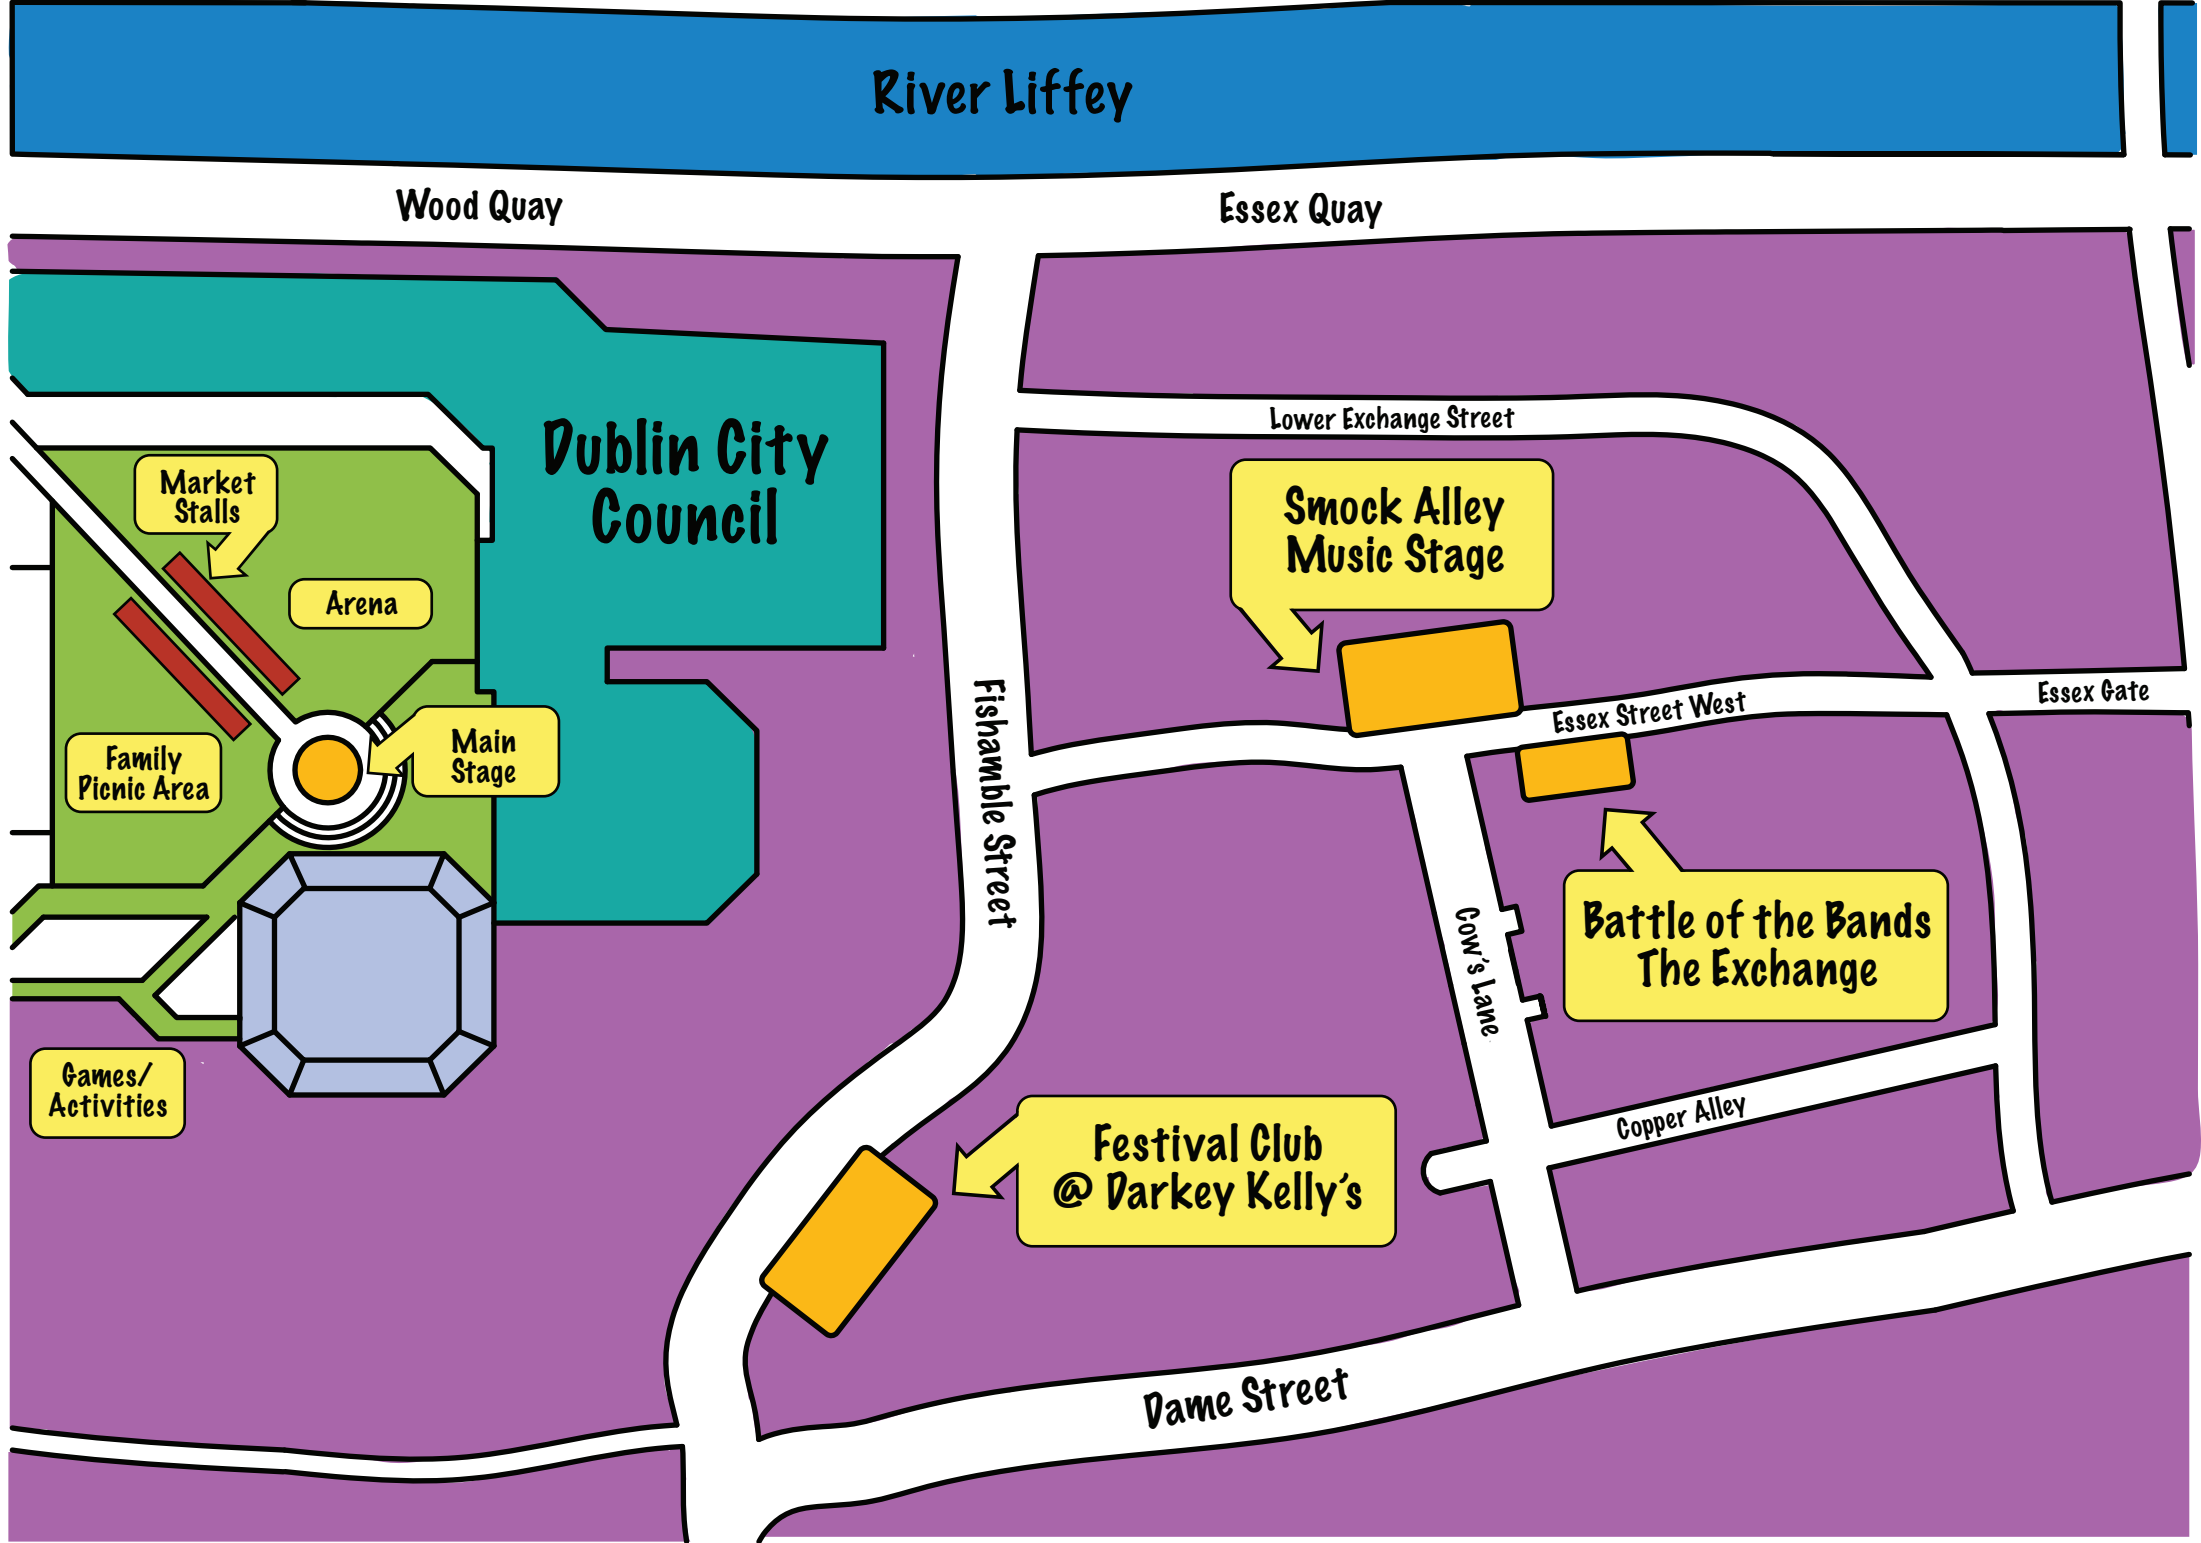 River Liffey
Wood Quay
Essex Quay
Lower Exchange Street
Dublin City
Council
Market
Stalls
Arena
Smock Alley
Music Stage
Main
Stage
Family
Picnic Area
Fishamble Street
Essex Street West
Essex Gate
Battle of the Bands
The Exchange
Cow's Lane
Games/
Activities
Festival Club
@ Darkey Kelly's
Copper Alley
Dame Street